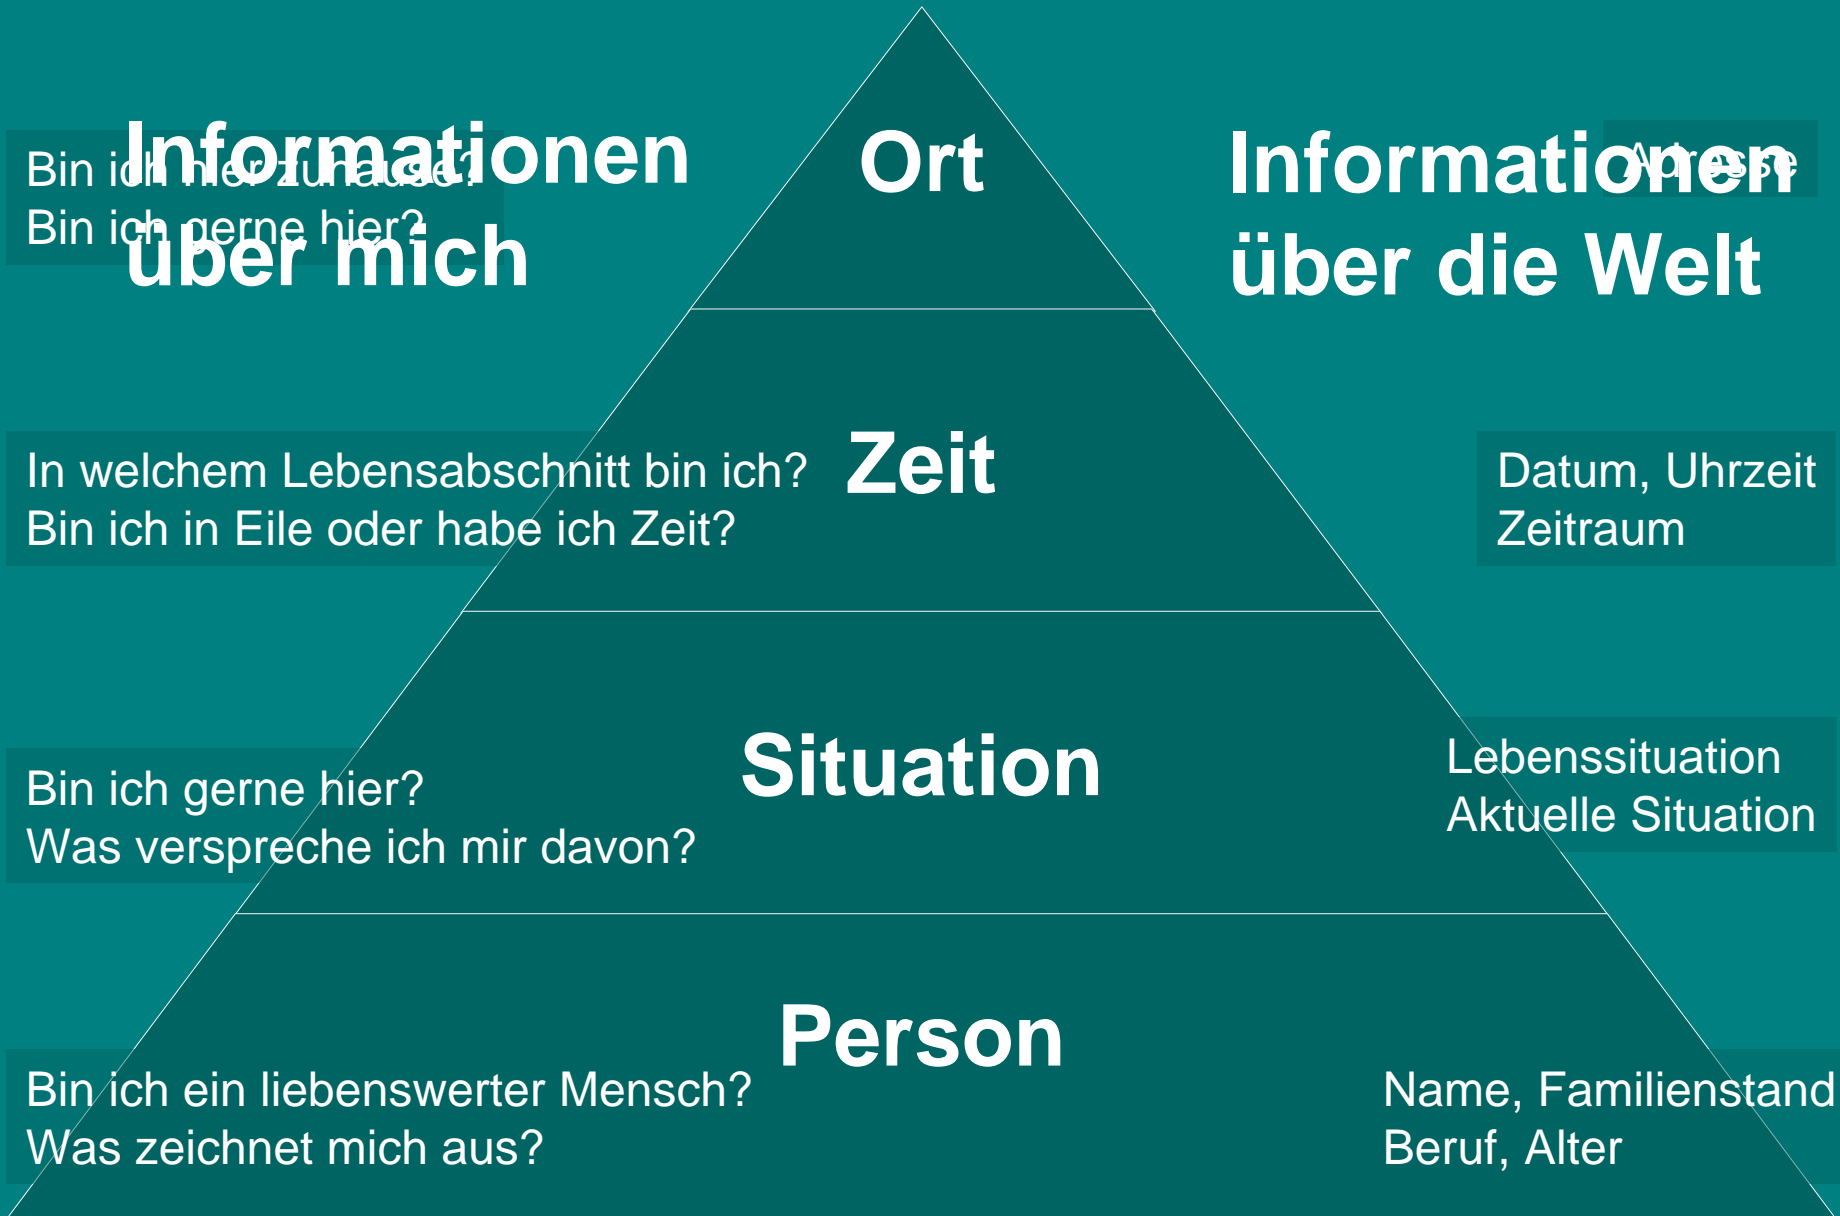 Informationen
über mich
Informationen
über die Welt
Ort
Bin ich hier zuhause?
Bin ich gerne hier?
Adresse
Zeit
In welchem Lebensabschnitt bin ich?
Bin ich in Eile oder habe ich Zeit?
Datum, Uhrzeit
Zeitraum
Situation
Bin ich gerne hier?
Was verspreche ich mir davon?
Lebenssituation
Aktuelle Situation
Person
Bin ich ein liebenswerter Mensch?
Was zeichnet mich aus?
Name, Familienstand
Beruf, Alter